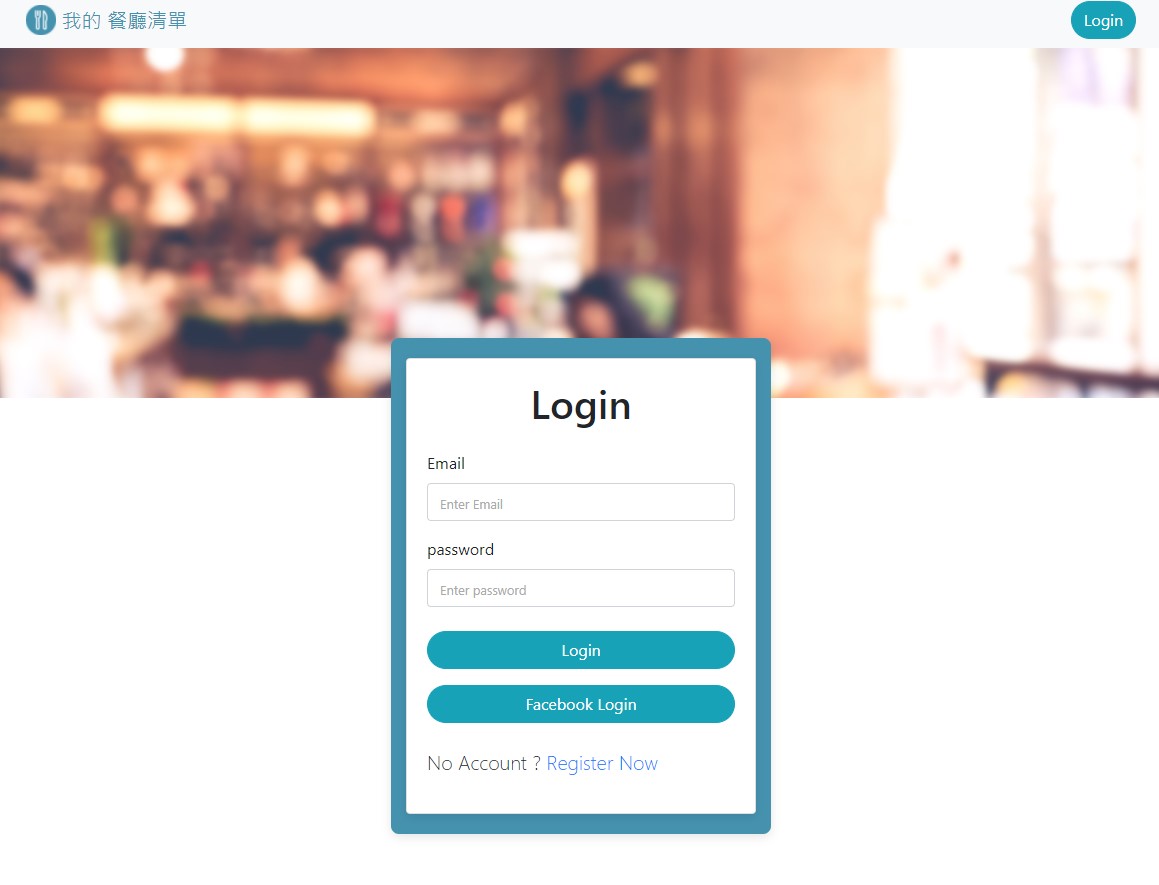 我的 餐廳清單
Login
Login
Email
Enter Email
password
Enter password
Login
Facebook Login
No Account ? Register Now